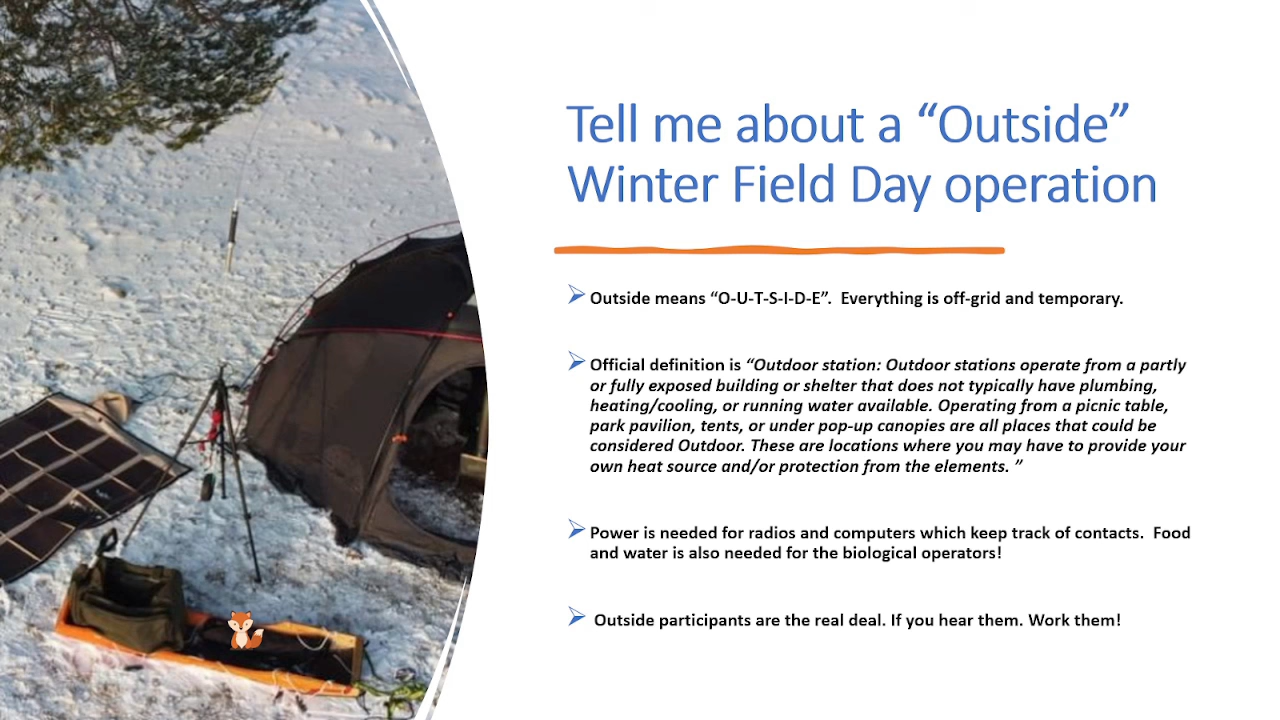 Tell me about a “Outside”
Winter Field Day operation
Outside means “O-U-T-S-I-D-E”.  Everything is off-grid and temporary.
Official definition is “Outdoor station: Outdoor stations operate from a partly
or fully exposed building or shelter that does not typically have plumbing,
heating/cooling, or running water available. Operating from a picnic table,
park pavilion, tents, or under pop-up canopies are all places that could be
considered Outdoor. These are locations where you may have to provide your
own heat source and/or protection from the elements. ”
Power is needed for radios and computers which keep track of contacts.  Food
and water is also needed for the biological operators!
Outside participants are the real deal. If you hear them. Work them!